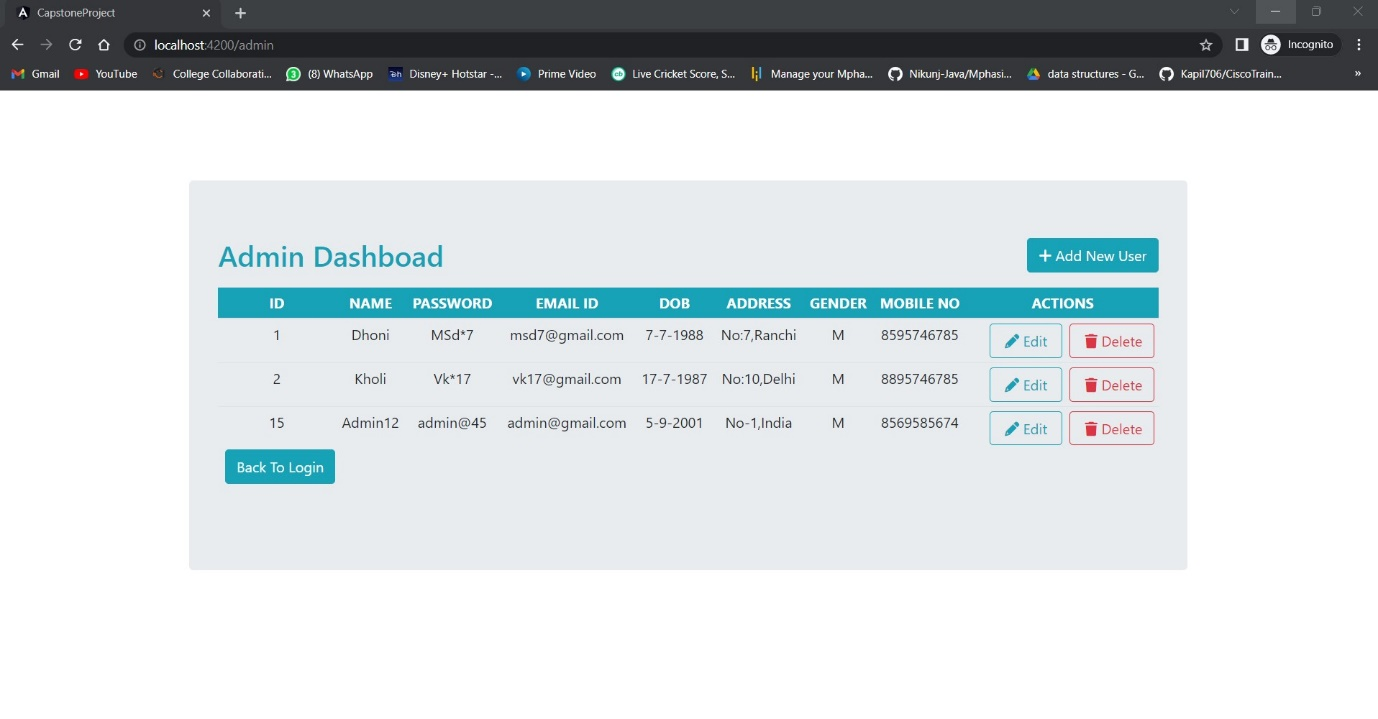 CapstoneProject
localhost:4200/admin
Incognito
Gmail YouTube College Collaborati... (8) WhatsApp Disney+ Hotstar -... Prime Video Live Cricket Score, S... Manage your Mpha... Nikunj-Java/Mphasi... data structures - G... Kapil706/CiscoTrain... »
Admin Dashboad
+ Add New User
ID NAME PASSWORD EMAIL ID DOB ADDRESS GENDER MOBILE NO ACTIONS
1 Dhoni MSd*7 msd7@gmail.com 7-7-1988 No:7,Ranchi M 8595746785 Edit Delete
2 Kholi Vk*17 vk17@gmail.com 17-7-1987 No:10,Delhi M 8895746785 Edit Delete
15 Admin12 admin@45 admin@gmail.com 5-9-2001 No-1,India M 8569585674 Edit Delete
Back To Login